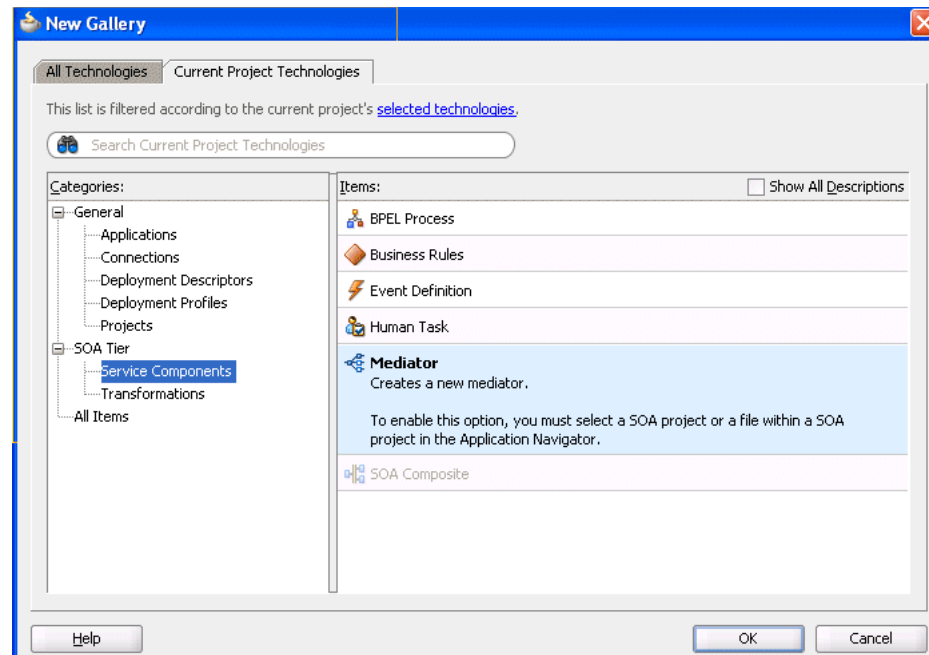 New Gallery
All Technologies
Current Project Technologies
This list is filtered according to the current project's selected technologies.
Search Current Project Technologies
Categories:
General
Applications
Connections
Deployment Descriptors
Deployment Profiles
Projects
SOA Tier
Service Components
Transformations
All Items
Items:
Show All Descriptions
BPEL Process
Business Rules
Event Definition
Human Task
Mediator
Creates a new mediator.
To enable this option, you must select a SOA project or a file within a SOA
project in the Application Navigator.
SOA Composite
Help
OK
Cancel